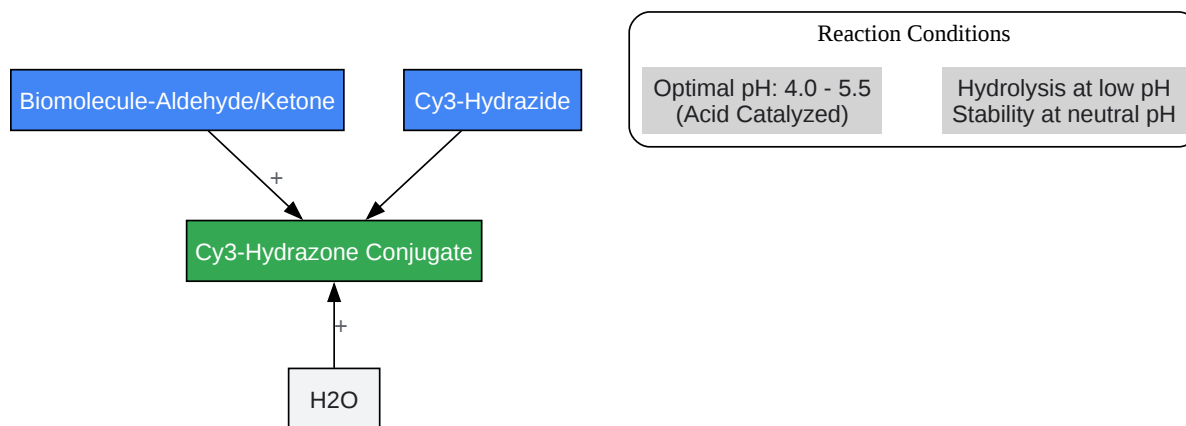 Reaction Conditions
Biomolecule-Aldehyde/Ketone
Cy3-Hydrazide
Optimal pH: 4.0 - 5.5
(Acid Catalyzed)
Hydrolysis at low pH
Stability at neutral pH
+
Cy3-Hydrazone Conjugate
+
H2O